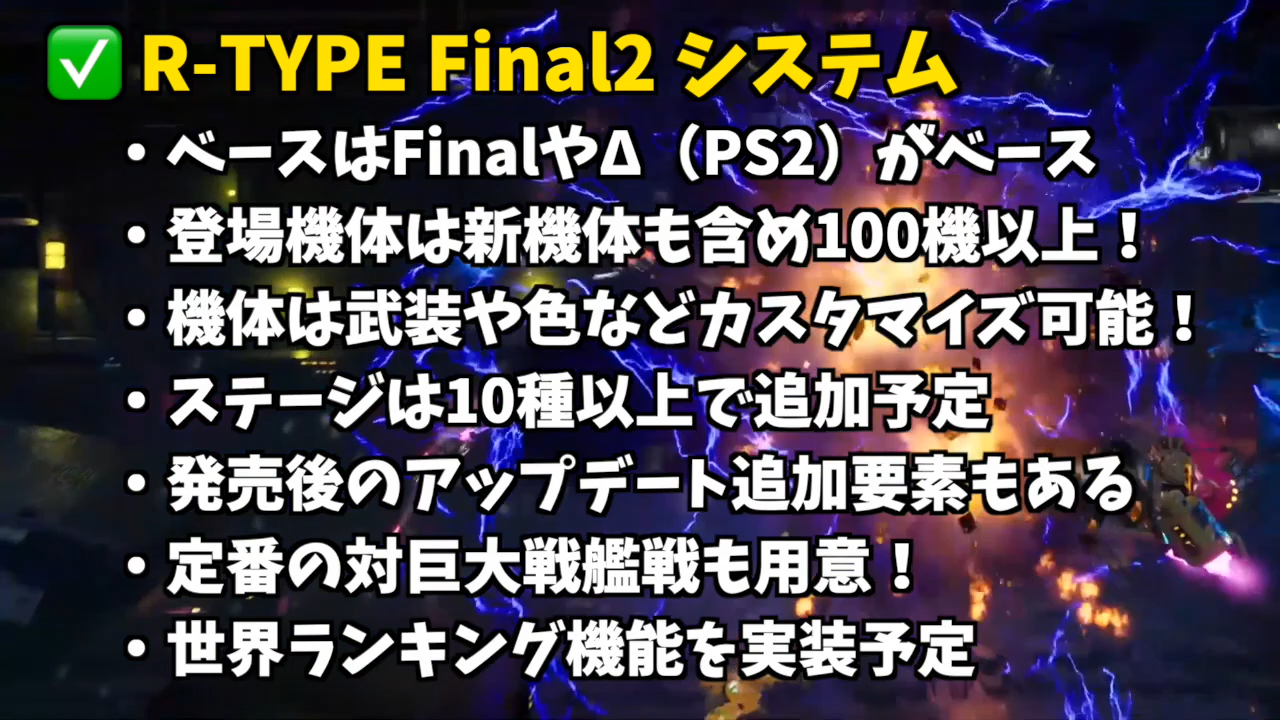 ✅ R-TYPE Final2 システム
・ベースはFinalやΔ（PS2）がベース
・登場機体は新機体も含め100機以上！
・機体は武装や色などカスタマイズ可能！
・ステージは10種以上で追加予定
・発売後のアップデート追加要素もある
・定番の対巨大戦艦戦も用意！
・世界ランキング機能を実装予定